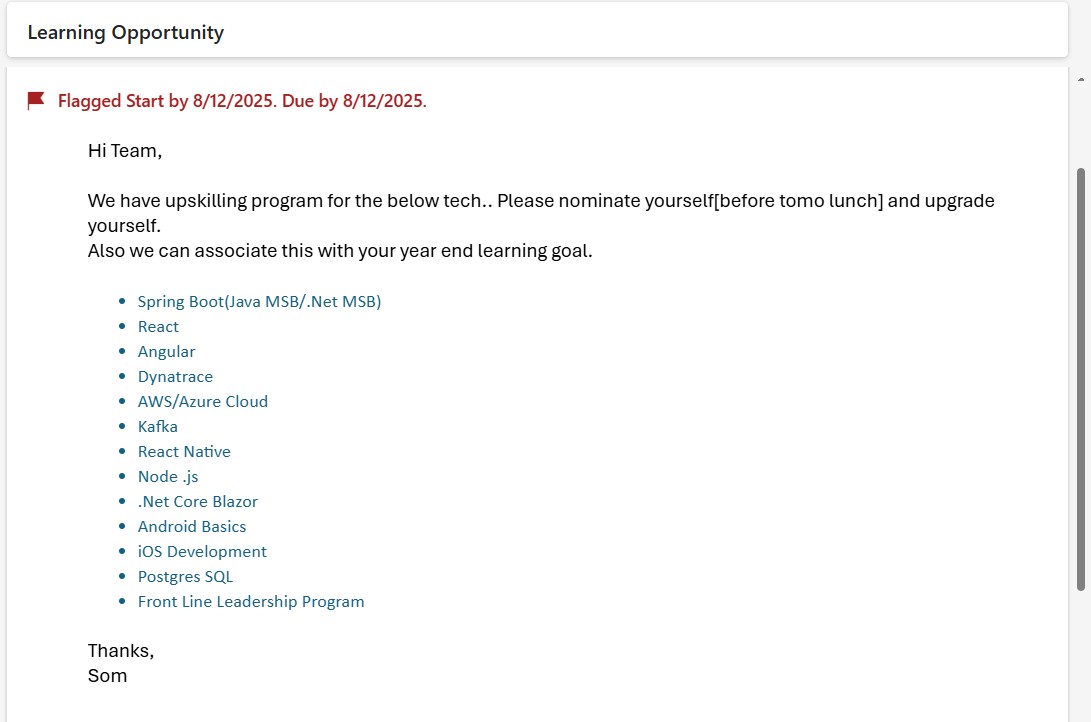 Learning Opportunity
Flagged Start by 8/12/2025. Due by 8/12/2025.
Hi Team,
We have upskilling program for the below tech.. Please nominate yourself[before tomo lunch] and upgrade
yourself.
Also we can associate this with your year end learning goal.
• Spring Boot(Java MSB/.Net MSB)
• React
• Angular
• Dynatrace
• AWS/Azure Cloud
• Kafka
• React Native
• Node .js
• .Net Core Blazor
• Android Basics
• iOS Development
• Postgres SQL
• Front Line Leadership Program
Thanks,
Som